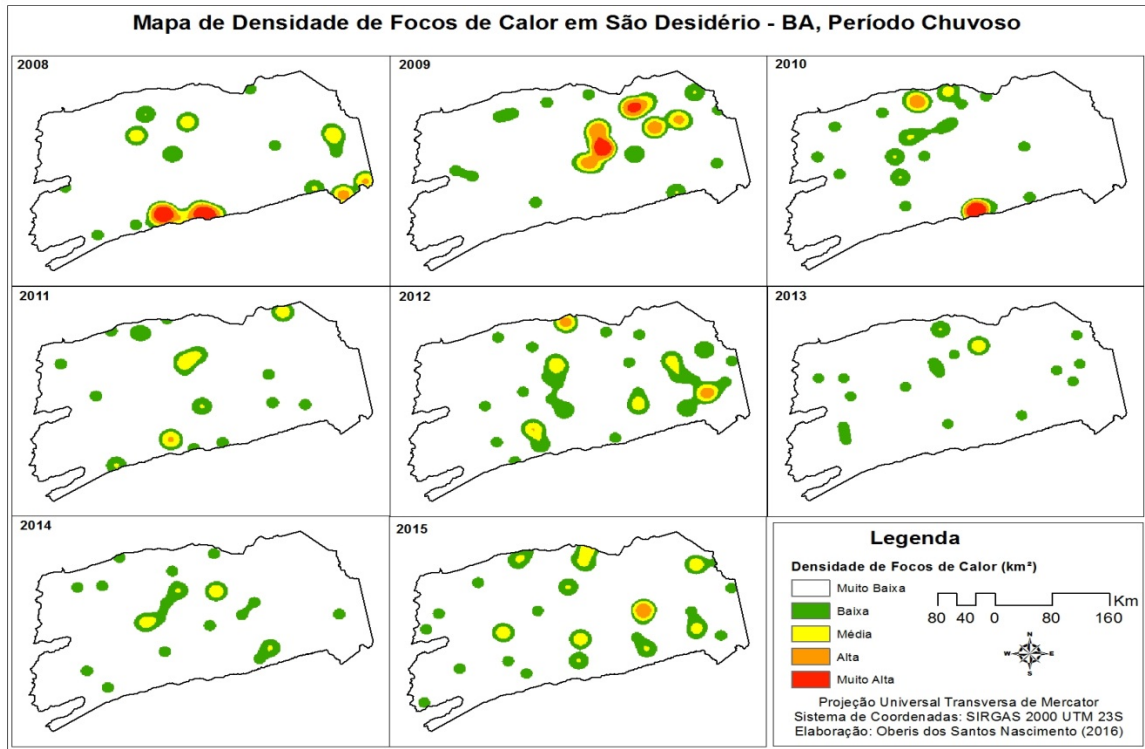 Mapa de Densidade de Focos de Calor em São Desidério - BA, Período Chuvoso
2008
2009
2010
2011
2012
2013
2014
2015
Legenda
Densidade de Focos de Calor (km²)
Muito Baixa
Baixa
Média
Alta
Muito Alta
Km
80 40 0 80 160
N
W E
S
Projeção Universal Transversa de Mercator
Sistema de Coordenadas: SIRGAS 2000 UTM 23S
Elaboração: Oberis dos Santos Nascimento (2016)